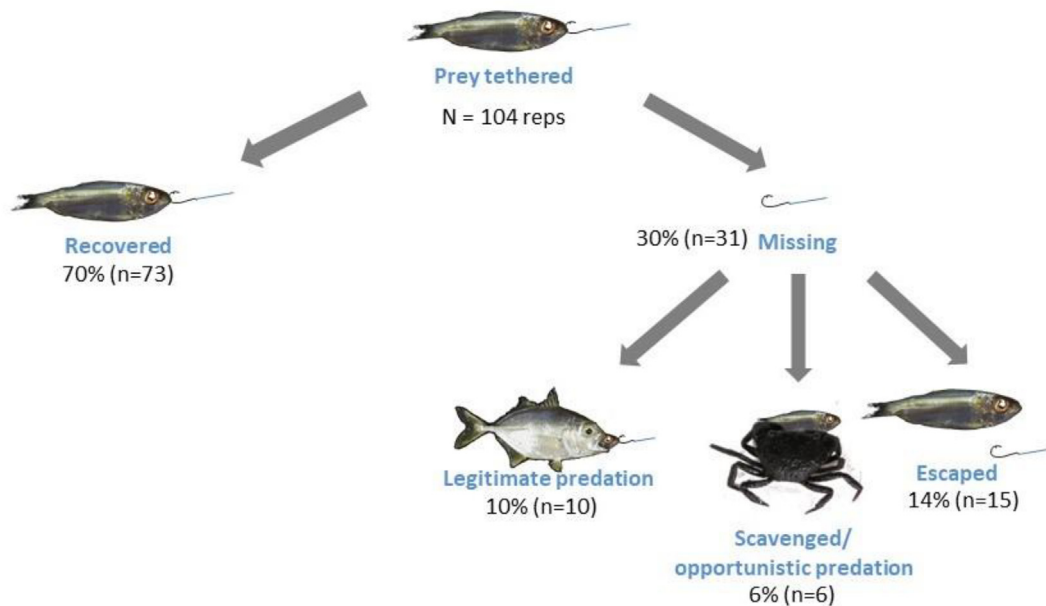 Prey tethered
N = 104 reps
Recovered
70% (n=73)
30% (n=31) Missing
Legitimate predation
10% (n=10)
Scavenged/
opportunistic predation
6% (n=6)
Escaped
14% (n=15)